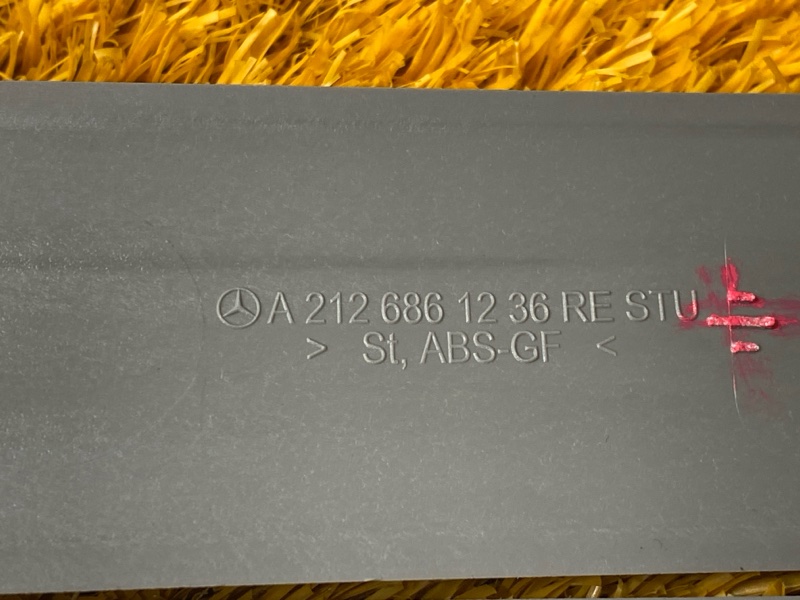 A 212 686 12 36 RE STU
> St, ABS-GF <